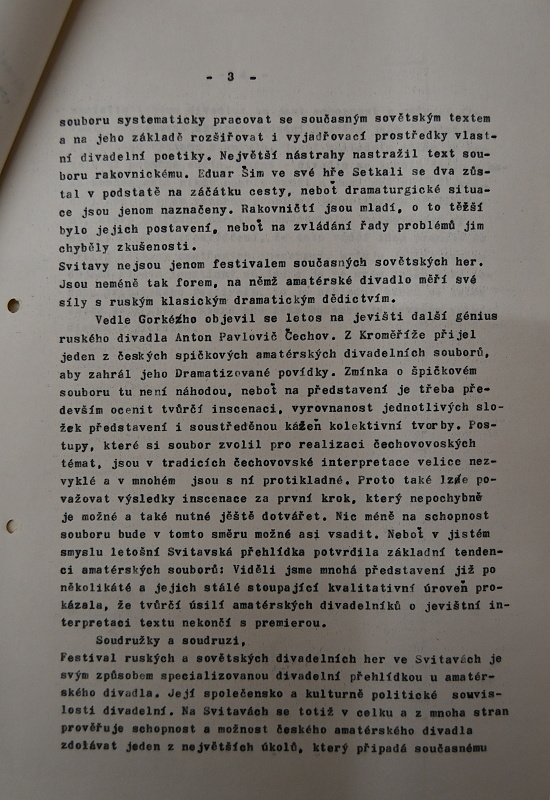 - 3 -
souboru systematicky pracovat se současným sovětským textem
a na jeho základě rozšiřovat i vyjadřovací prostředky vlast-
ní divadelní poetiky. Největší nástrahy nastražil text sou-
boru rakovnickému. Eduar Šim ve své hře Setkali se dva zůs-
tal v podstatě na záčátku cesty, neboť dramaturgické situa-
ce jsou jenom naznačeny. Rakovničtí jsou mladí, o to těžší
bylo jejich postavení, neboť na zvládání řady problémů jim
chyběly zkušenosti.
Svitavy nejsou jenom festivalem současných sovětských her.
Jsou neméně tak forem, na němž amatérské divadlo měří své
síly s ruským klasickým dramatickým dědictvím.
Vedle Gorkého objevil se letos na jevišti další génius
ruského divadla Anton Pavlovič Čechov. Z Kroměříže přijel
jeden z českých spičkových amatérských divadelních souborů,
aby zahrál jeho Dramatizované povídky. Zmínka o špičkovém
souboru tu není náhodou, neboť na představení je třeba pře-
devším ocenit tvůrčí inscenaci, vyrovnanost jednotlivých slo-
žek představení i soustředěnou kázeň kolektivní tvorby. Pos-
tupy, které si soubor zvolil pro realizaci čechovovoských
témat, jsou v tradicích čechovovské interpretace velice nez-
vyklé a v mnohém jsou s ní protikladné. Proto také lze po-
važovat výsledky inscenace za první krok, který nepochybně
je možné a také nutné jěště dotvářet. Nic méně na schopnost
souboru bude v tomto směru možné asi vsadit. Neboť v jistém
smyslu letošní Svitavská přehlídka potvrdila základní tenden-
ci amatérských souborů: Viděli jsme mnohá představení již po
několikáté a jejich stálé stoupající kvalitativní úroveň pro-
kázala, že tvůrčí úsilí amatérských divadelníků o jevištní in-
terpretaci textu nekončí s premierou.
Soudružky a soudruzi,
Festival ruských a sovětských divadelních her ve Svitavách je
svým způsobem specializovanou divadelní přehlídkou u amatér-
ského divadla. Její společensko a kulturně politické souvis-
losti divadelní. Na Svitavách se totiž v celku a z mnoha stran
prověřuje schopnost a možnost českého amatérského divadla
zdolávat jeden z největších úkolů, který připadá současnému